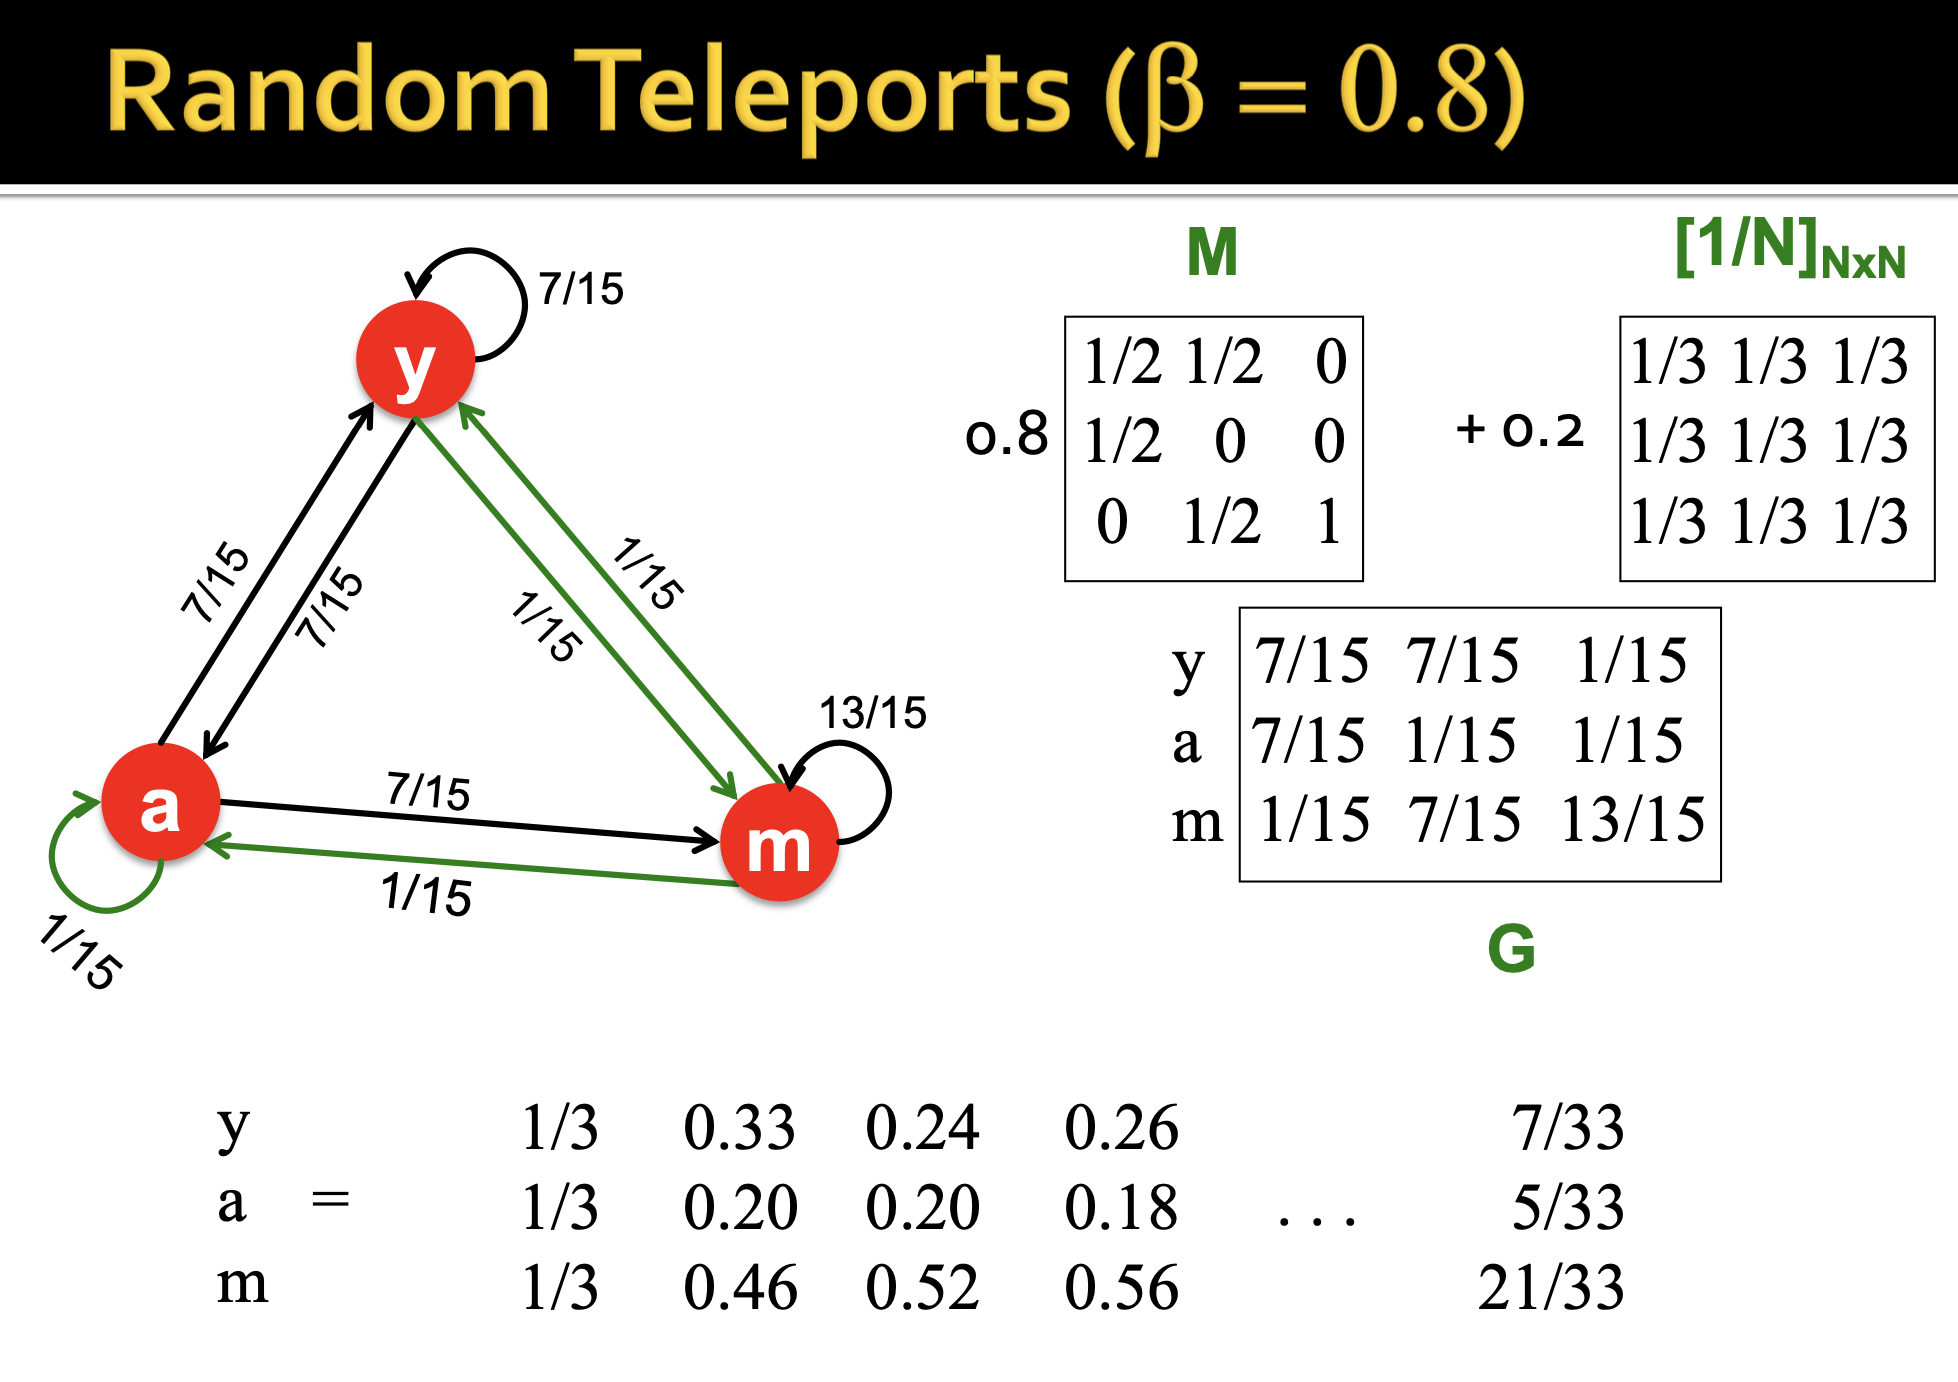 Random Teleports (β = 0.8)
7/15
y
7/15
7/15
1/15
1/15
13/15
a
7/15
m
1/15
1/15
M
[1/N]NxN
0.8
1/2 1/2 0
1/2 0 0
0 1/2 1
+ 0.2
1/3 1/3 1/3
1/3 1/3 1/3
1/3 1/3 1/3
y 7/15 7/15 1/15
a 7/15 1/15 1/15
m 1/15 7/15 13/15
G
y 1/3 0.33 0.24 0.26 7/33
a = 1/3 0.20 0.20 0.18 . . . 5/33
m 1/3 0.46 0.52 0.56 21/33